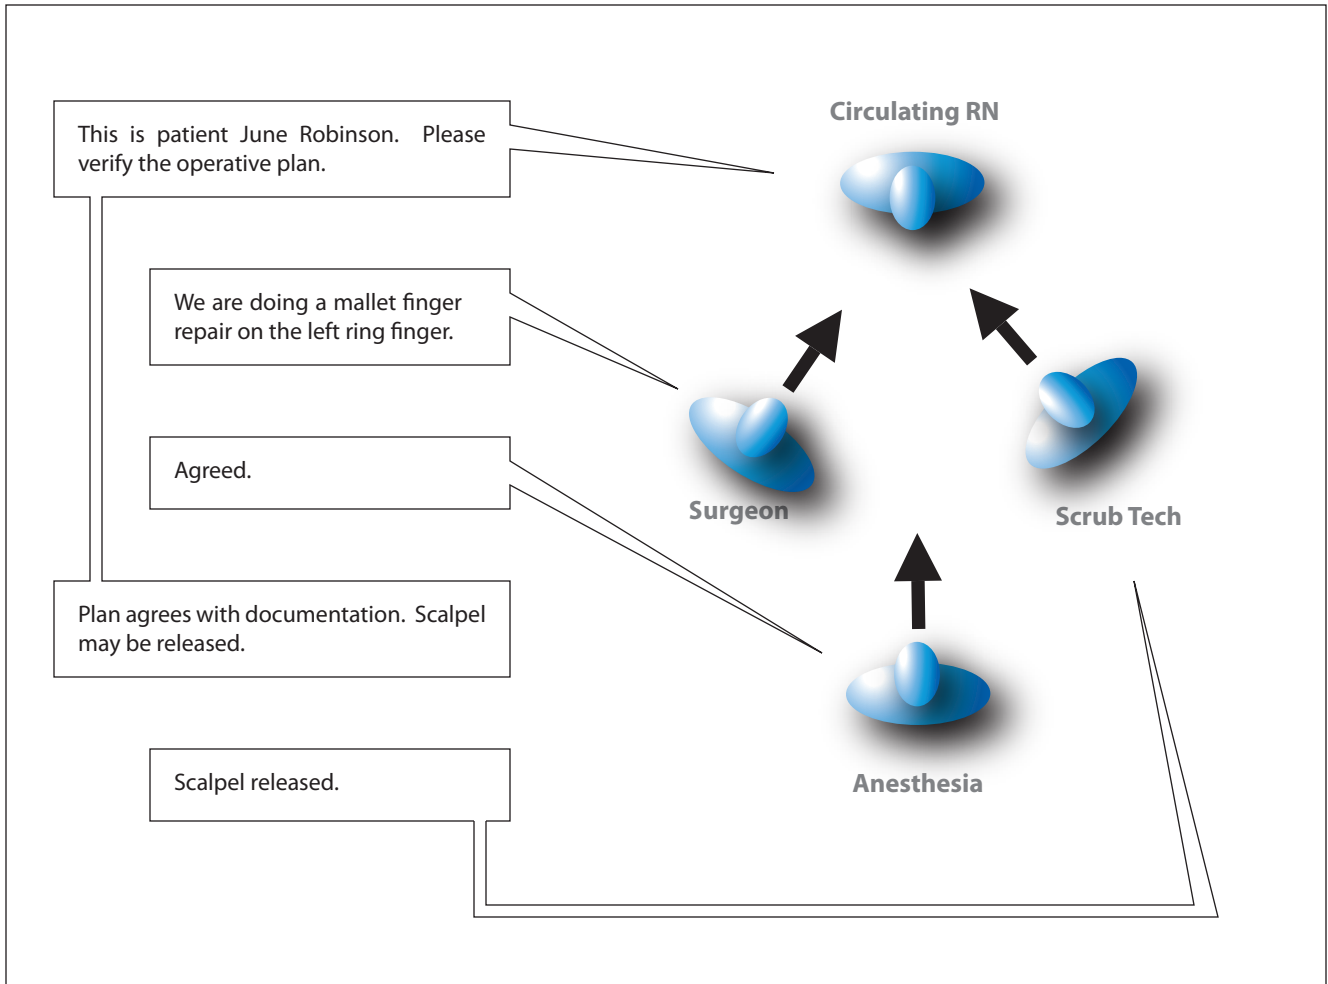 Circulating RN
This is patient June Robinson. Please
verify the operative plan.
We are doing a mallet finger
repair on the left ring finger.
Agreed.
Surgeon
Scrub Tech
Plan agrees with documentation. Scalpel
may be released.
Scalpel released.
Anesthesia